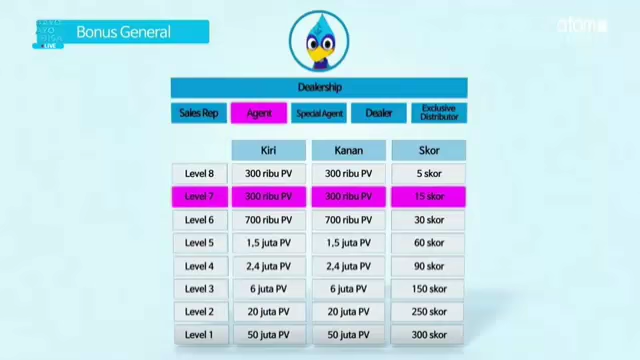 LIVE
Bonus General
atomy
Dealership
Sales Rep Agent Special Agent Dealer Exclusive Distributor
Kiri Kanan Skor
Level 8 300 ribu PV 300 ribu PV 5 skor
Level 7 300 ribu PV 300 ribu PV 15 skor
Level 6 700 ribu PV 700 ribu PV 30 skor
Level 5 1,5 juta PV 1,5 juta PV 60 skor
Level 4 2,4 juta PV 2,4 juta PV 90 skor
Level 3 6 juta PV 6 juta PV 150 skor
Level 2 20 juta PV 20 juta PV 250 skor
Level 1 50 juta PV 50 juta PV 300 skor